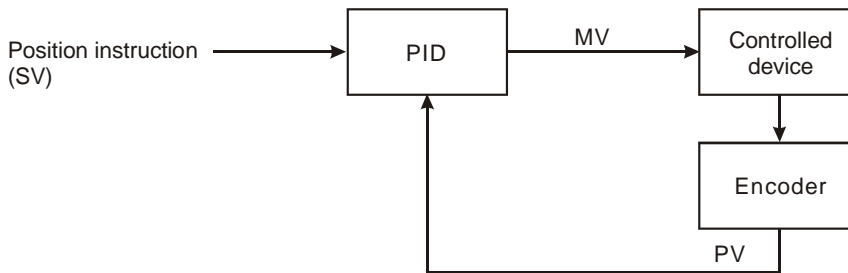 Position instruction
(SV)
PID
MV
Controlled
device
Encoder
PV